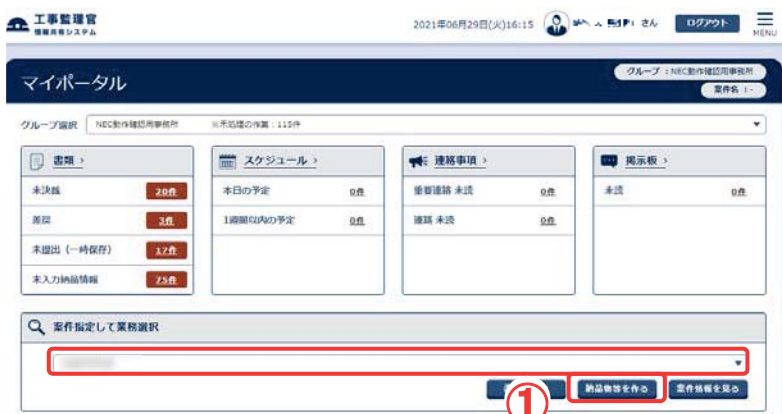 工事監理官
情報共有システム
2021年06月29日(火)16:15
さん
ログアウト
MENU
マイポータル
グループ:NEC動作確認用事務所
案件名:-
グループ選択
NEC動作確認用事務所
※未処理の作業:115件
書類 >
未決裁 20件
差戻 3件
未提出(一時保存) 17件
未入力納品情報 75件
スケジュール >
本日の予定 0件
1週間以内の予定 0件
連絡事項 >
重要連絡 未読 0件
連絡 未読 0件
掲示板 >
未読 0件
案件指定して業務選択
①
納品物等を作る
案件情報を見る